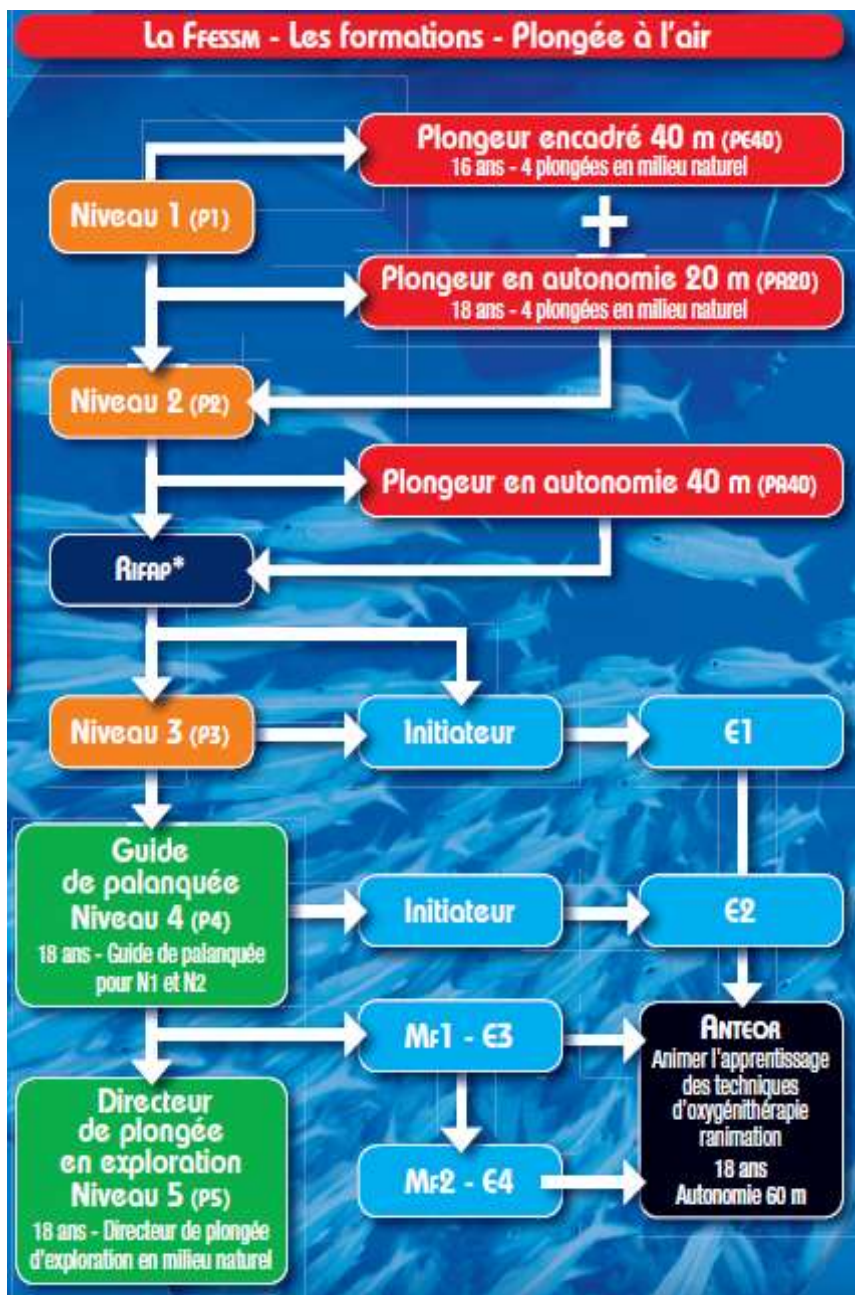 La FFESSM - Les formations - Plongée à l'air
Plongeur encadré 40 m (PE40)
16 ans - 4 plongées en milieu naturel
Niveau 1 (P1)
+
Plongeur en autonomie 20 m (PA20)
18 ans - 4 plongées en milieu naturel
Niveau 2 (P2)
Plongeur en autonomie 40 m (PA40)
RIFAP*
Niveau 3 (P3)
Initiateur
E1
Guide
de palanquée
Niveau 4 (P4)
18 ans - Guide de palanquée
pour N1 et N2
Initiateur
E2
MF1 - E3
ANTEOR
Animer l'apprentissage
des techniques
d'oxygénithérapie
ranimation
18 ans
Autonomie 60 m
Directeur
de plongée
en exploration
Niveau 5 (P5)
18 ans - Directeur de plongée
d'exploration en milieu naturel
MF2 - E4